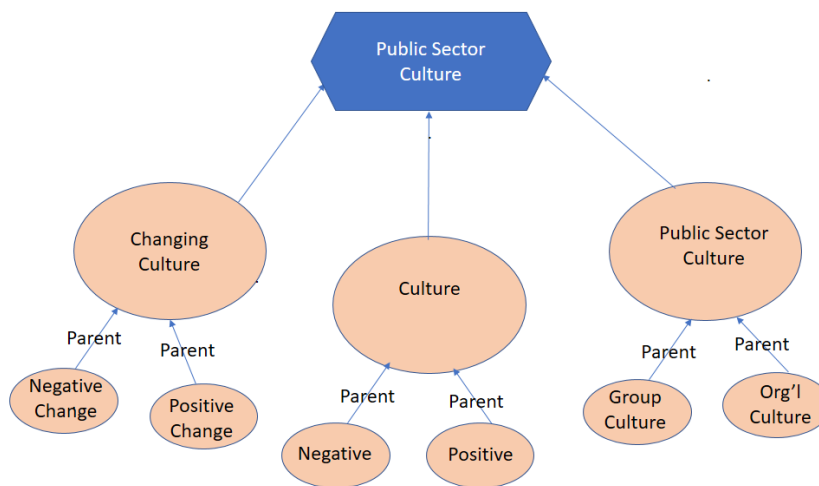 Public Sector
Culture
Changing
Culture
Culture
Public Sector
Culture
Parent
Parent
Parent
Parent
Parent
Parent
Negative
Change
Positive
Change
Negative
Positive
Group
Culture
Org'l
Culture